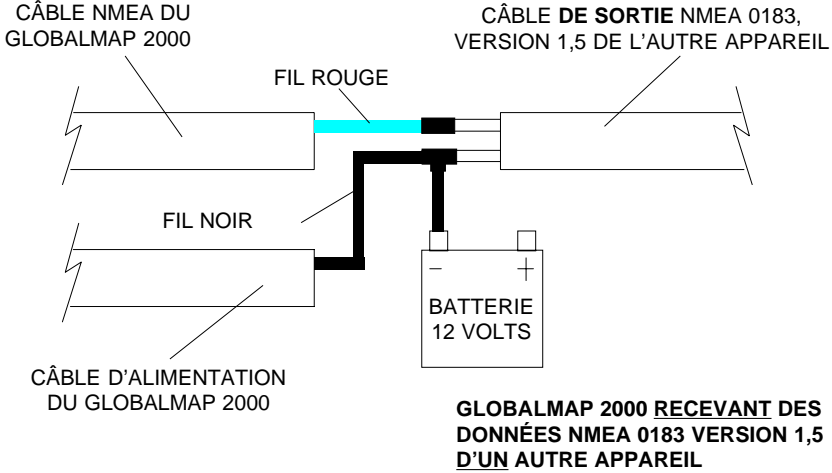 CÂBLE NMEA DU
GLOBALMAP 2000
CÂBLE DE SORTIE NMEA 0183,
VERSION 1,5 DE L'AUTRE APPAREIL
FIL ROUGE
FIL NOIR
- +
BATTERIE
12 VOLTS
CÂBLE D'ALIMENTATION
DU GLOBALMAP 2000
GLOBALMAP 2000 RECEVANT DES
DONNÉES NMEA 0183 VERSION 1,5
D'UN AUTRE APPAREIL